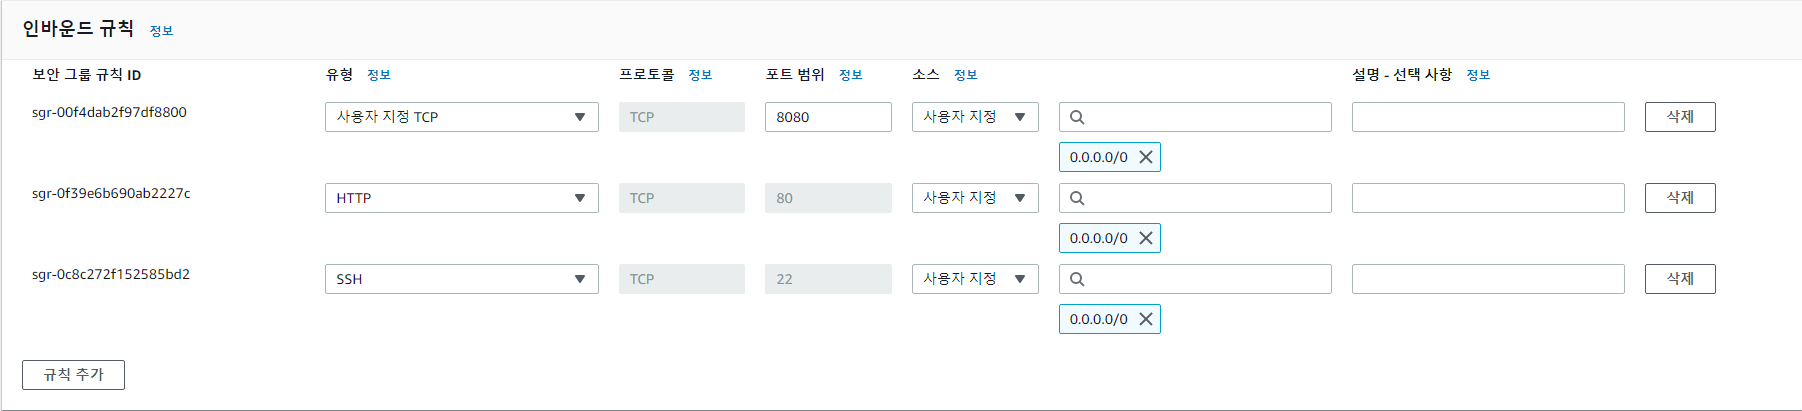 인바운드 규칙 정보
보안 그룹 규칙 ID 유형 정보 프로토콜 정보 포트 범위 정보 소스 정보 설명 - 선택 사항 정보
sgr-00f4dab2f97df8800 사용자 지정 TCP TCP 8080 사용자 지정 삭제
0.0.0.0/0
sgr-0f39e6b690ab2227c HTTP TCP 80 사용자 지정 삭제
0.0.0.0/0
sgr-0c8c272f152585bd2 SSH TCP 22 사용자 지정 삭제
0.0.0.0/0
규칙 추가